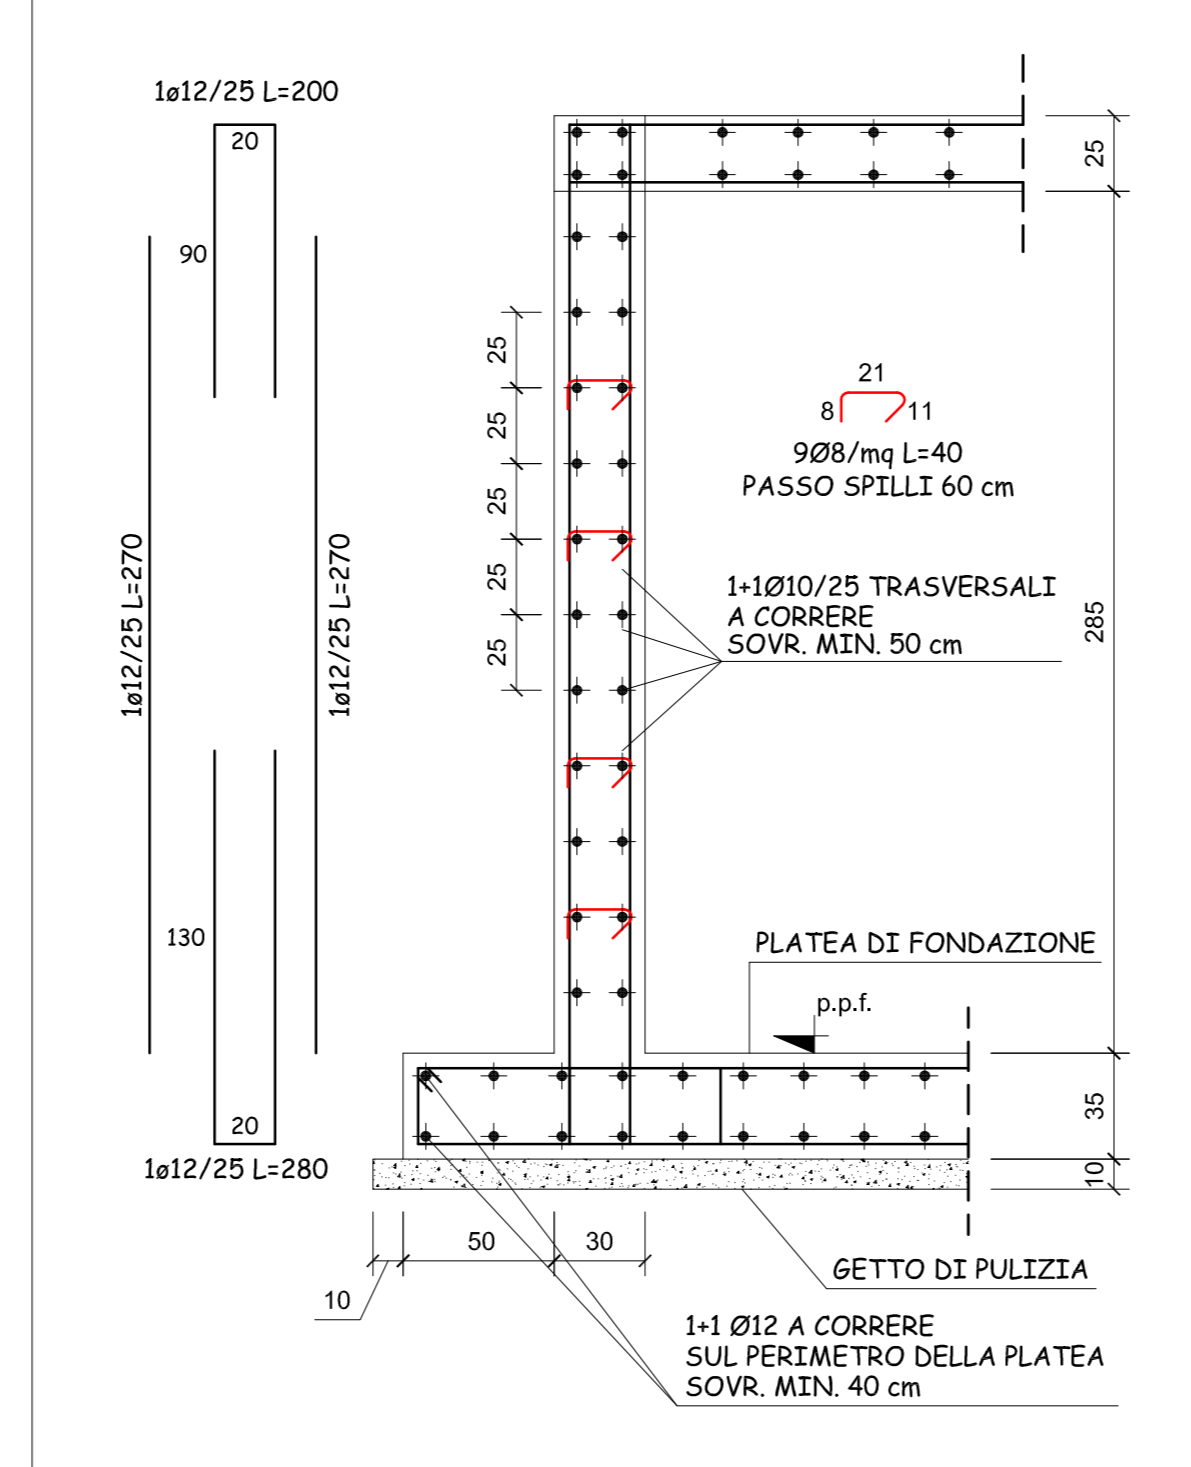 1ø12/25 L=200
20
90
25
25
25
25
25
25
21
8
11
9Ø8/mq L=40
PASSO SPILLI 60 cm
1ø12/25 L=270
1ø12/25 L=270
1+1Ø10/25 TRASVERSALI
A CORRERE
SOVR. MIN. 50 cm
285
130
PLATEA DI FONDAZIONE
p.p.f.
20
1ø12/25 L=280
35
10
50
30
10
GETTO DI PULIZIA
1+1 Ø12 A CORRERE
SUL PERIMETRO DELLA PLATEA
SOVR. MIN. 40 cm